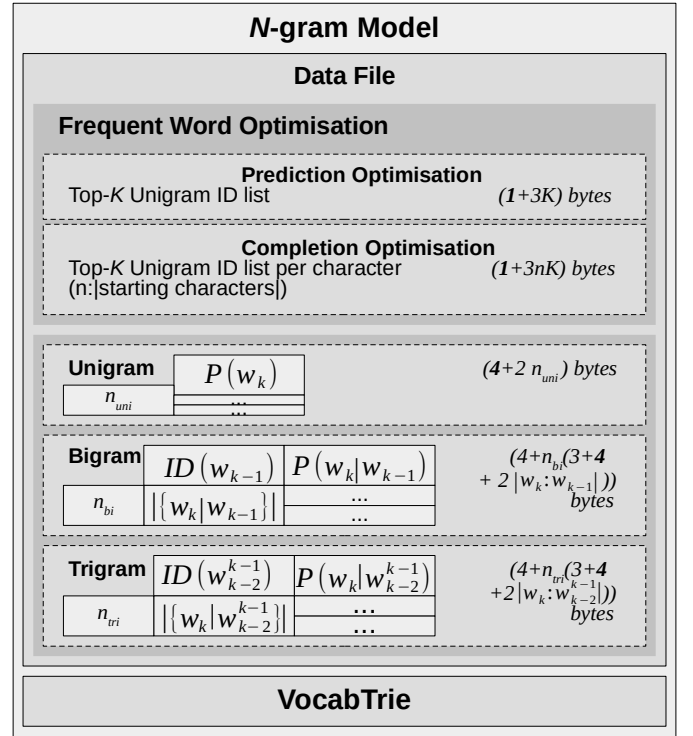 N-gram Model
Data File
Frequent Word Optimisation
Prediction Optimisation
Top-K Unigram ID list (1+3K) bytes
Completion Optimisation
Top-K Unigram ID list per character (1+3nK) bytes
(n:|starting characters|)
Unigram P(w_k) (4+2 n_uni) bytes
n_uni ...
...
Bigram ID(w_{k−1}) P(w_k|w_{k−1}) (4+n_bi(3+4
+ 2|w_k:w_{k−1}|))
bytes
n_bi |{w_k|w_{k−1}}| ...
...
Trigram ID(w_{k−2}^{k−1}) P(w_k|w_{k−2}^{k−1}) (4+n_tri(3+4
+2|w_k:w_{k−2}^{k−1}|))
bytes
n_tri |{w_k|w_{k−2}^{k−1}}| ...
...
VocabTrie